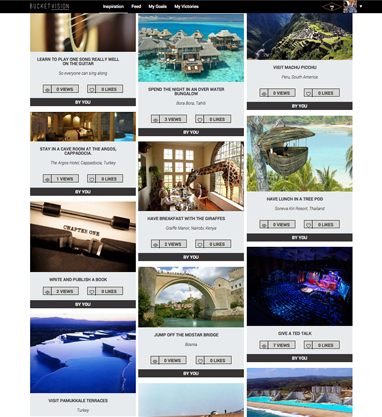 BUCKETVISION
Inspiration Feed My Goals My Victories
LEARN TO PLAY ONE SONG REALLY WELL
ON THE GUITAR
So everyone can sing along
0 VIEWS 0 LIKES
BY YOU
STAY IN A CAVE ROOM AT THE ARGOS,
CAPPADOCIA.
The Argos Hotel, Cappadocia, Turkey
1 VIEWS 0 LIKES
BY YOU
CHAPTER ONE
WRITE AND PUBLISH A BOOK
2 VIEWS 0 LIKES
BY YOU
VISIT PAMUKKALE TERRACES
Turkey
SPEND THE NIGHT IN AN OVER WATER
BUNGALOW
Bora Bora, Tahiti
3 VIEWS 0 LIKES
BY YOU
HAVE BREAKFAST WITH THE GIRAFFES
Giraffe Manor, Nairobi, Kenya
2 VIEWS 0 LIKES
BY YOU
JUMP OFF THE MOSTAR BRIDGE
Bosnia
0 VIEWS 0 LIKES
BY YOU
VISIT MACHU PICCHU
Peru, South America
0 VIEWS 0 LIKES
BY YOU
HAVE LUNCH IN A TREE POD
Soneva Kiri Resort, Thailand
0 VIEWS 0 LIKES
BY YOU
GIVE A TED TALK
7 VIEWS 0 LIKES
BY YOU